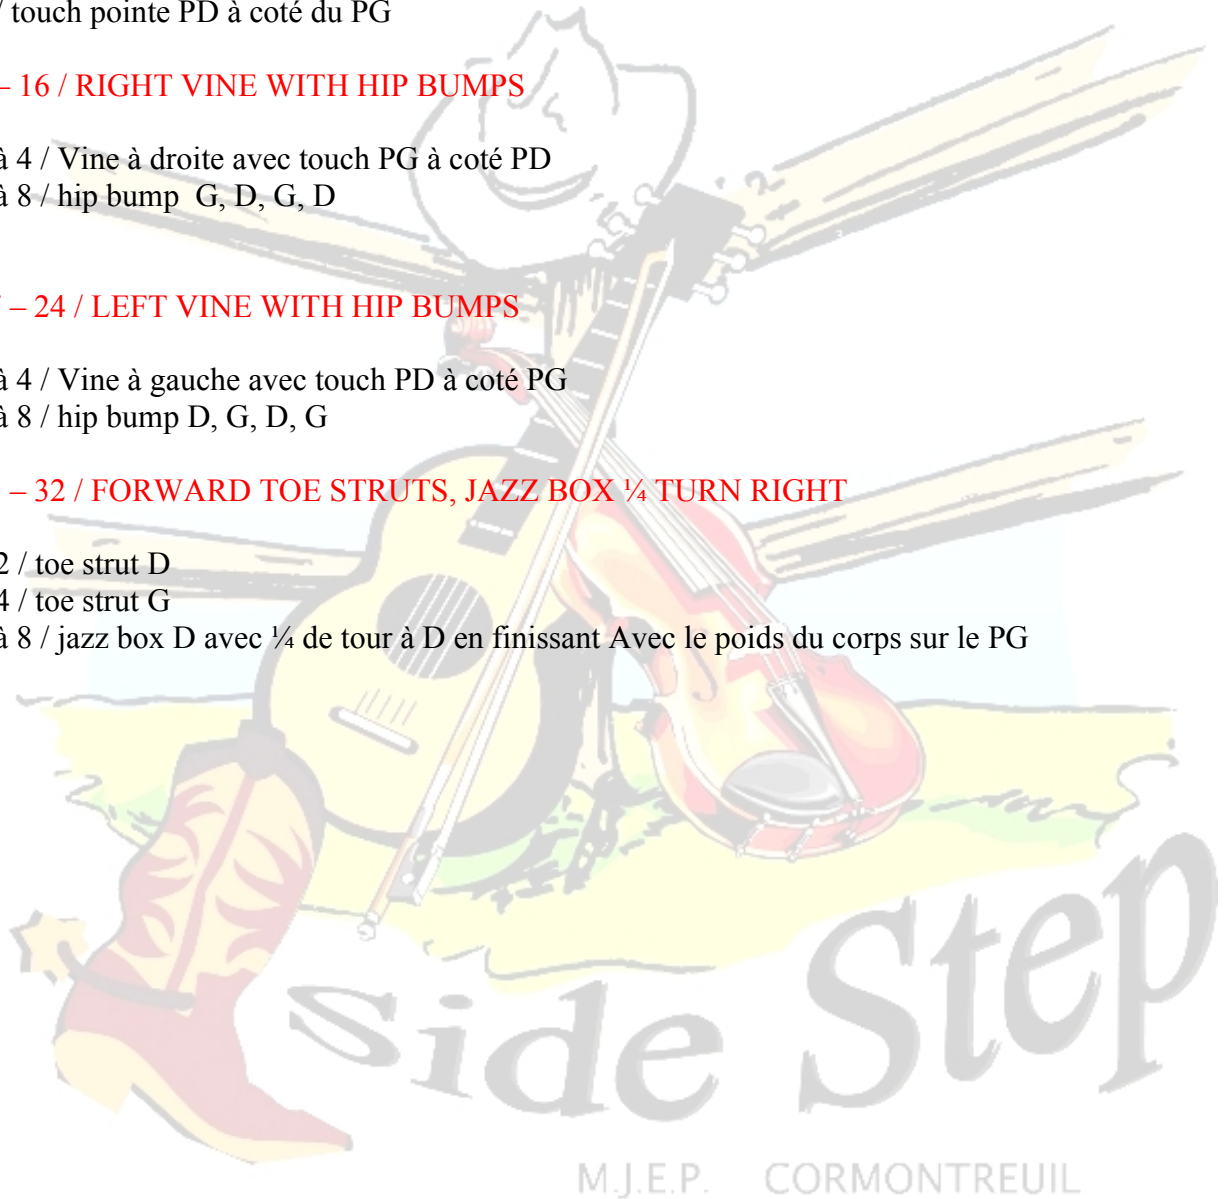 / touch pointe PD à coté du PG
– 16 / RIGHT VINE WITH HIP BUMPS
à 4 / Vine à droite avec touch PG à coté PD
à 8 / hip bump G, D, G, D
– 24 / LEFT VINE WITH HIP BUMPS
à 4 / Vine à gauche avec touch PD à coté PG
à 8 / hip bump D, G, D, G
– 32 / FORWARD TOE STRUTS, JAZZ BOX ¼ TURN RIGHT
2 / toe strut D
4 / toe strut G
à 8 / jazz box D avec ¼ de tour à D en finissant Avec le poids du corps sur le PG
Side Step
M.J.E.P. CORMONTREUIL